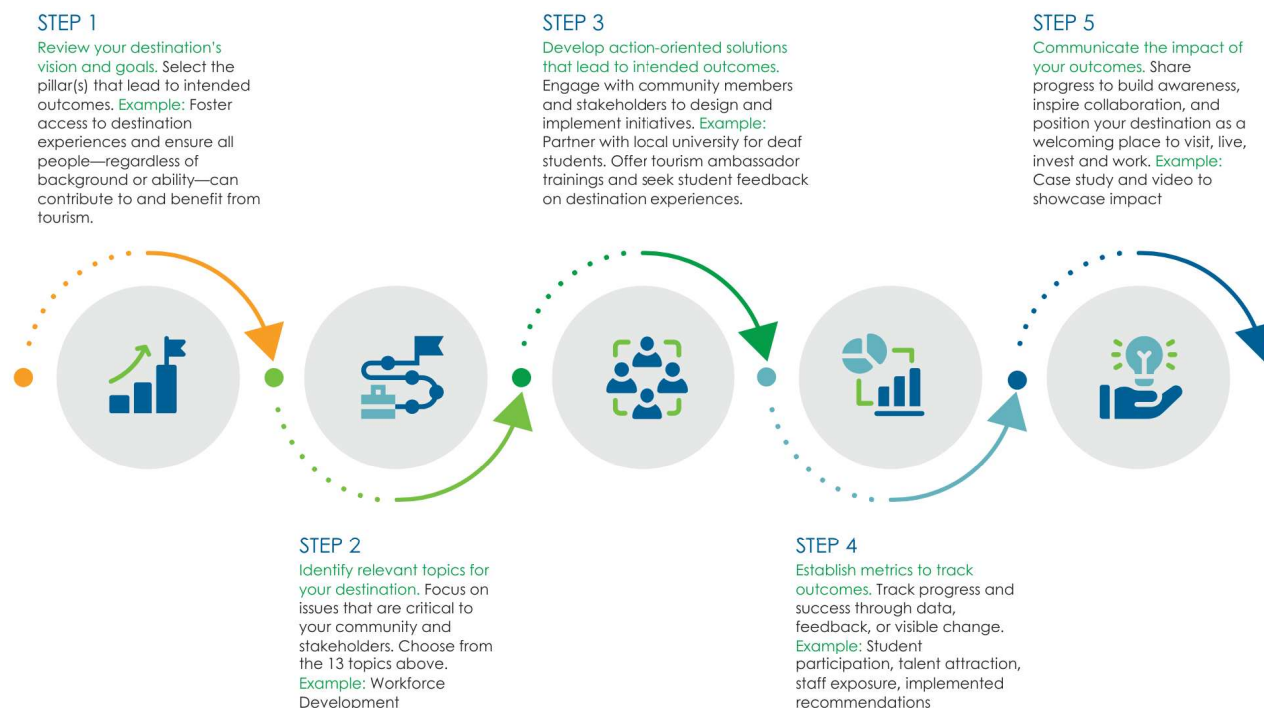 STEP 1
Review your destination's
vision and goals. Select the
pillar(s) that lead to intended
outcomes. Example: Foster
access to destination
experiences and ensure all
people—regardless of
background or ability—can
contribute to and benefit from
tourism.
STEP 2
Identify relevant topics for
your destination. Focus on
issues that are critical to
your community and
stakeholders. Choose from
the 13 topics above.
Example: Workforce
Development
STEP 3
Develop action-oriented solutions
that lead to intended outcomes.
Engage with community members
and stakeholders to design and
implement initiatives. Example:
Partner with local university for deaf
students. Offer tourism ambassador
trainings and seek student feedback
on destination experiences.
STEP 4
Establish metrics to track
outcomes. Track progress and
success through data,
feedback, or visible change.
Example: Student
participation, talent attraction,
staff exposure, implemented
recommendations
STEP 5
Communicate the impact of
your outcomes. Share
progress to build awareness,
inspire collaboration, and
position your destination as a
welcoming place to visit, live,
invest and work. Example:
Case study and video to
showcase impact